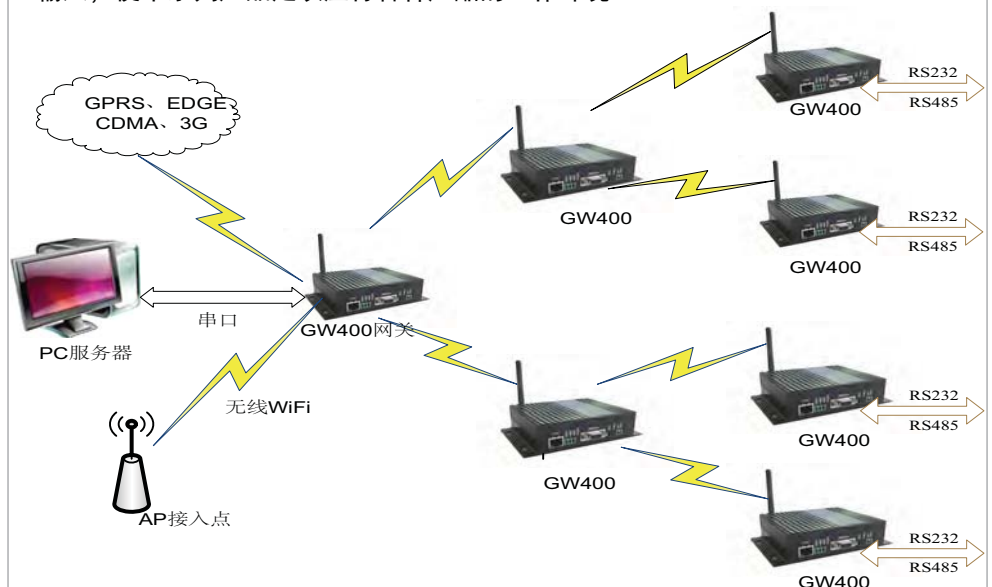 GPRS、EDGE
CDMA、3G
RS232
RS485
GW400
GW400
RS232
RS485
GW400
串口
GW400网关
PC服务器
无线WiFi
RS232
RS485
GW400
GW400
AP接入点
RS232
RS485
GW400